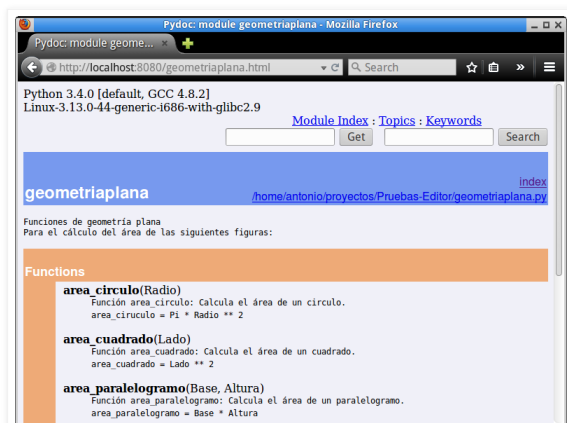 Pydoc: module geometriaplana - Mozilla Firefox
Pydoc: module geome...
http://localhost:8080/geometriaplana.html
Search
Python 3.4.0 [default, GCC 4.8.2]
Linux-3.13.0-44-generic-i686-with-glibc2.9
Module Index : Topics : Keywords
Get Search
index
geometriaplana /home/antonio/proyectos/Pruebas-Editor/geometriaplana.py
Funciones de geometría plana
Para el cálculo del área de las siguientes figuras:
Functions
area_circulo(Radio)
Función area_circulo: Calcula el área de un circulo.
area_ciruculo = Pi * Radio ** 2
area_cuadrado(Lado)
Función area_cuadrado: Calcula el área de un cuadrado.
area_cuadrado = Lado ** 2
area_paralelogramo(Base, Altura)
Función area_paralelogramo: Calcula el área de un paralelogramo.
area_paralelogramo = Base * Altura